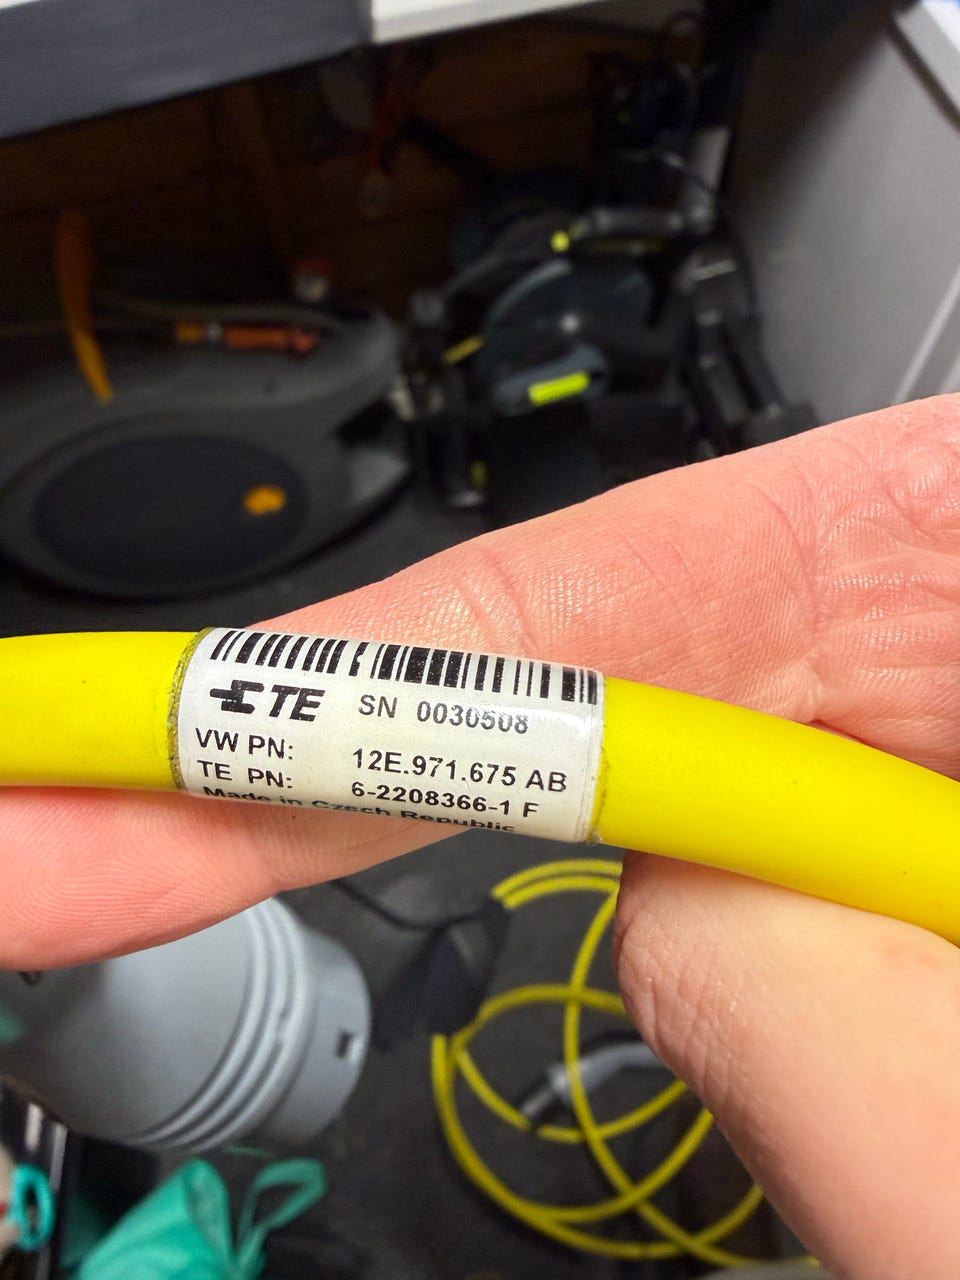 TE SN 0030508
VW PN: 12E.971.675 AB
TE PN: 6-2208366-1 F
Made in Czech Republic